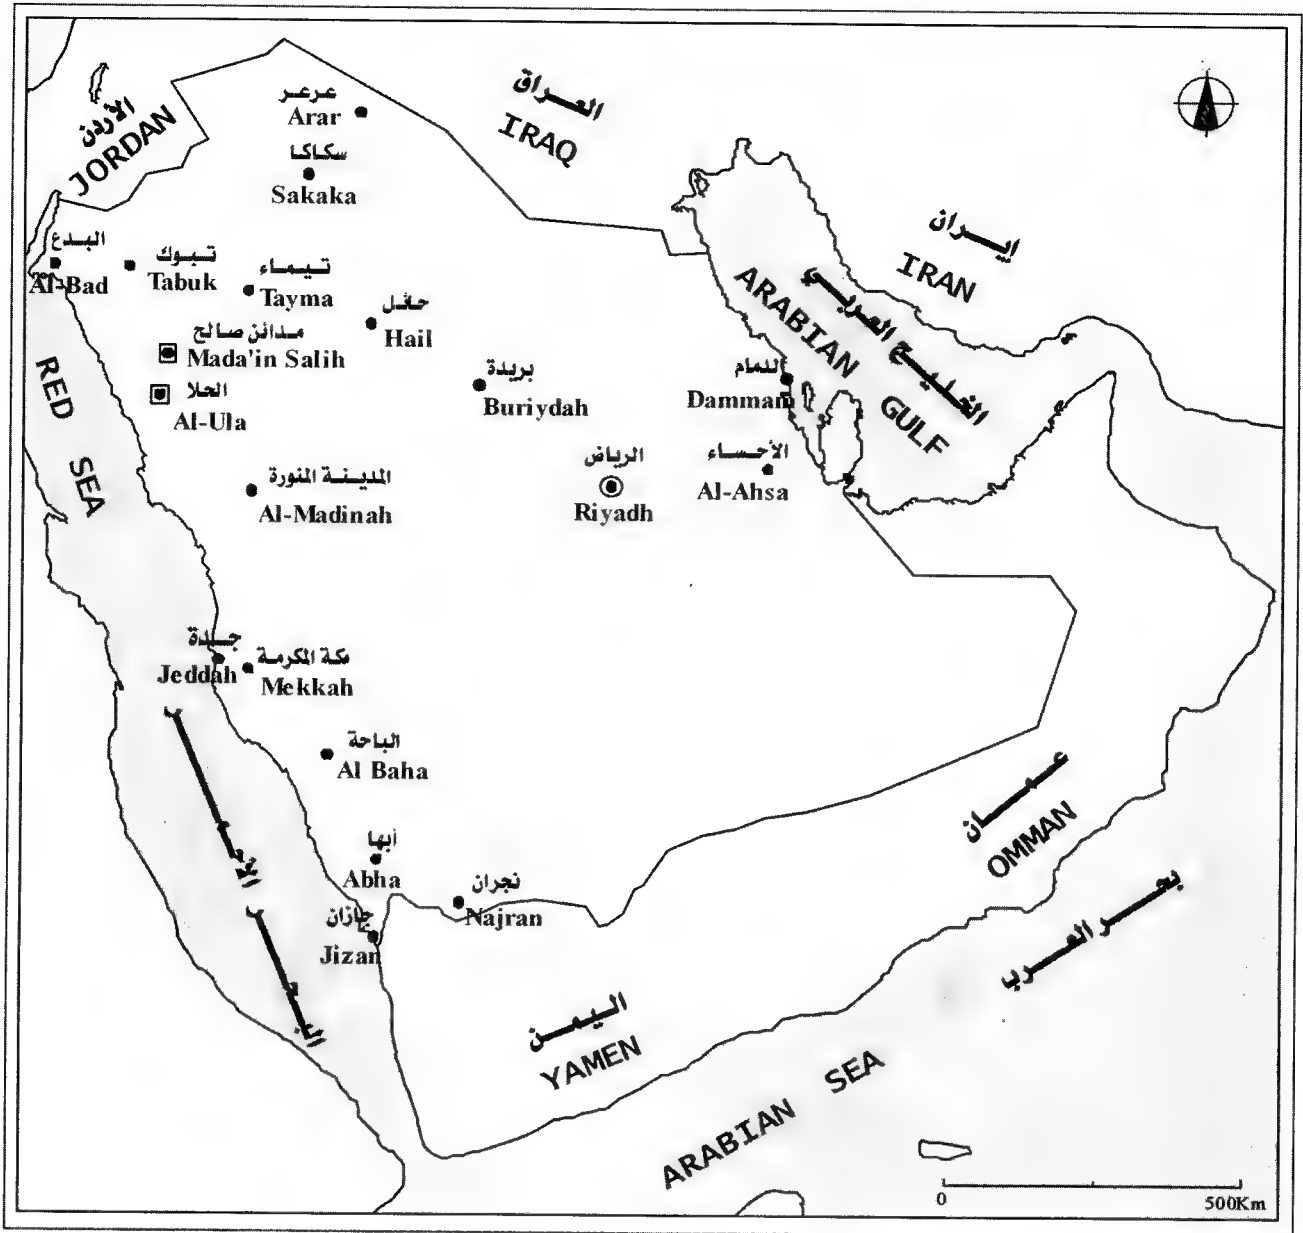 العراق
IRAQ
الأردن
JORDAN
عرعر
Arar
سكاكا
Sakaka
إيران
IRAN
البدع
Al-Bad
تبوك
Tabuk
تيماء
Tayma
حائل
Hail
مدائن صالح
Mada'in Salih
العلا
Al-Ula
بريدة
Buriydah
الدمام
Dammam
الخليج العربي
ARABIAN GULF
RED SEA
الأحساء
Al-Ahsa
الرياض
Riyadh
المدينة المنورة
Al-Madinah
جدة
Jeddah
مكة المكرمة
Mekkah
الباحة
Al Baha
أبها
Abha
نجران
Najran
جازان
Jizan
البحر الأحمر
عمان
OMMAN
بحر العرب
ARABIAN SEA
اليمن
YAMEN
0
500Km